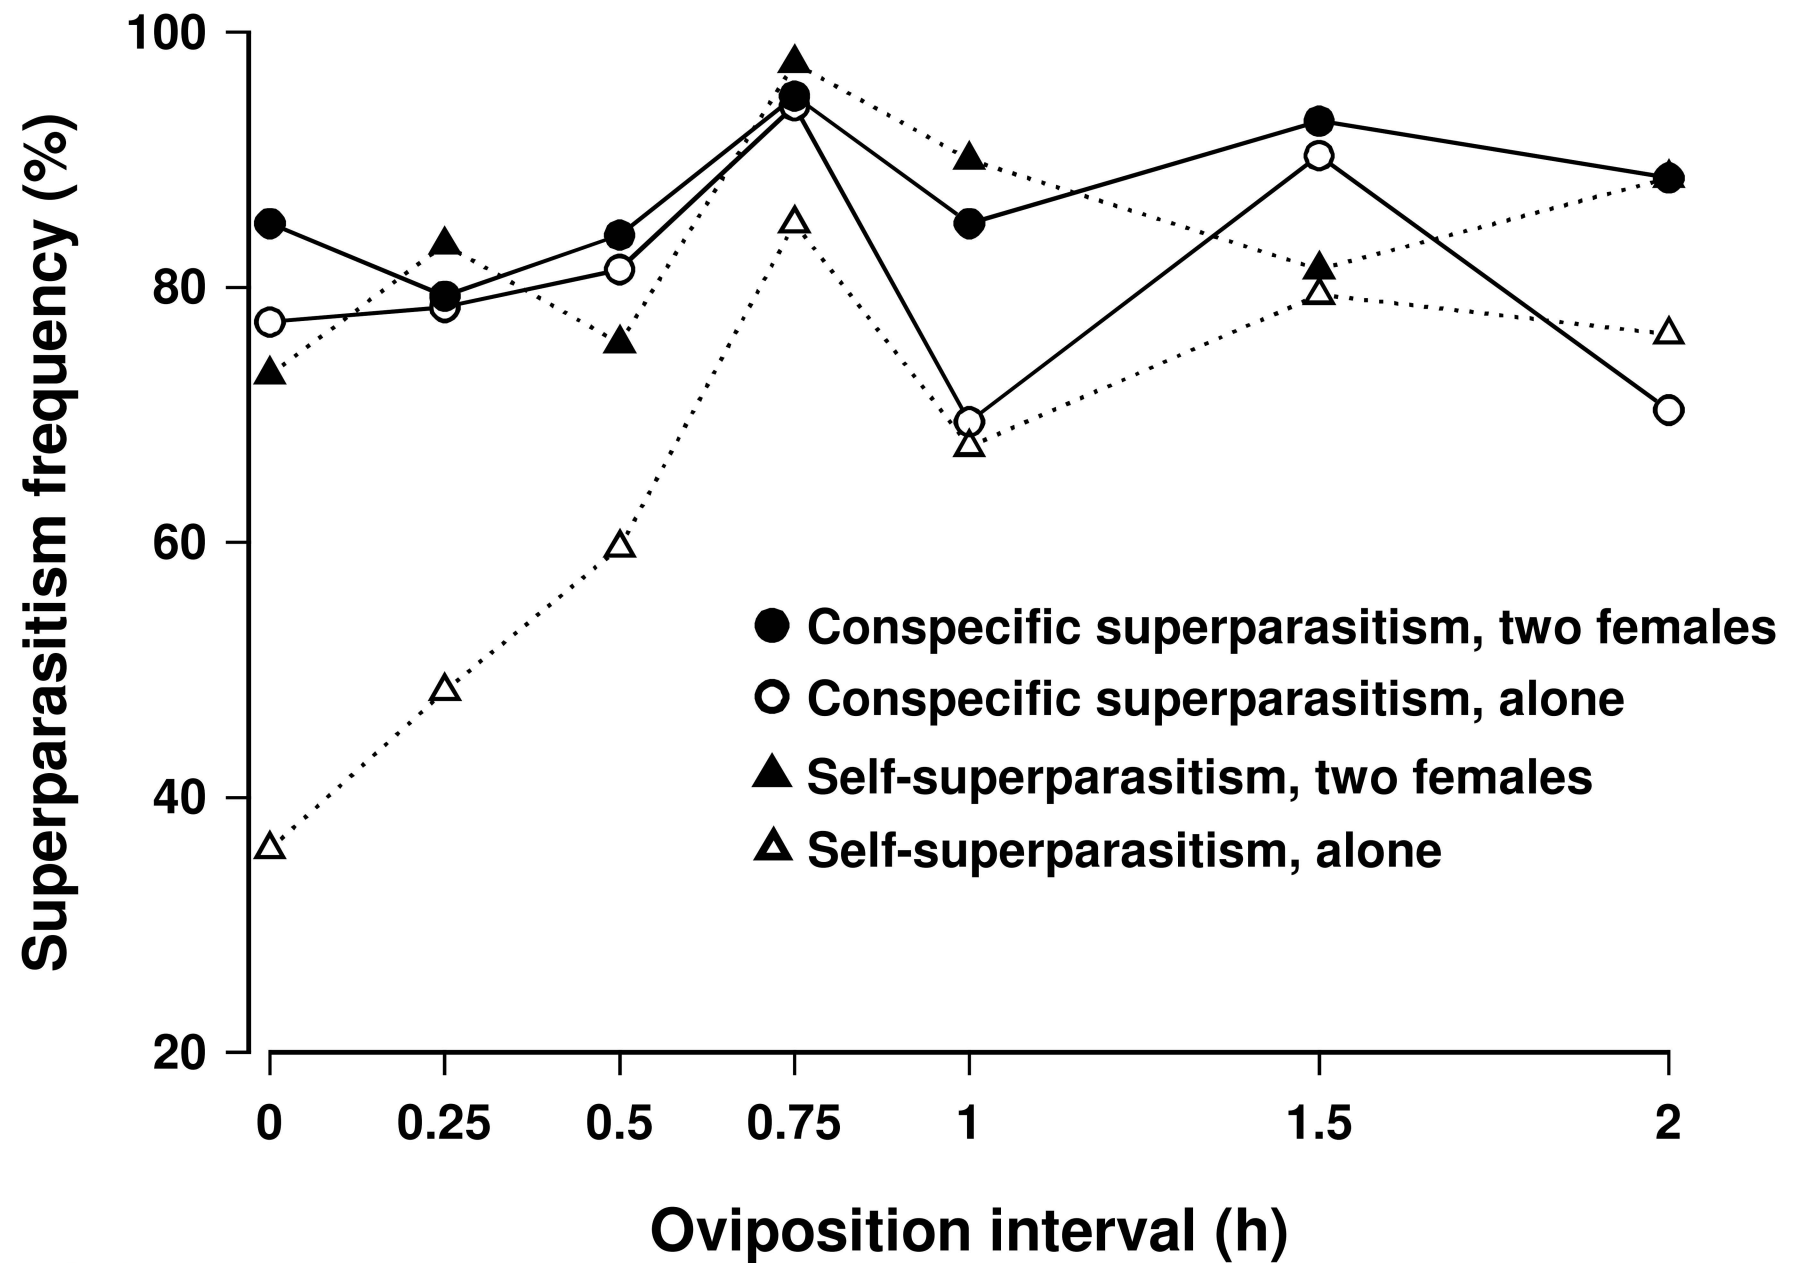 100
80
60
40
20
Superparasitism frequency (%)
Conspecific superparasitism, two females
Conspecific superparasitism, alone
Self-superparasitism, two females
Self-superparasitism, alone
0 0.25 0.5 0.75 1 1.5 2
Oviposition interval (h)